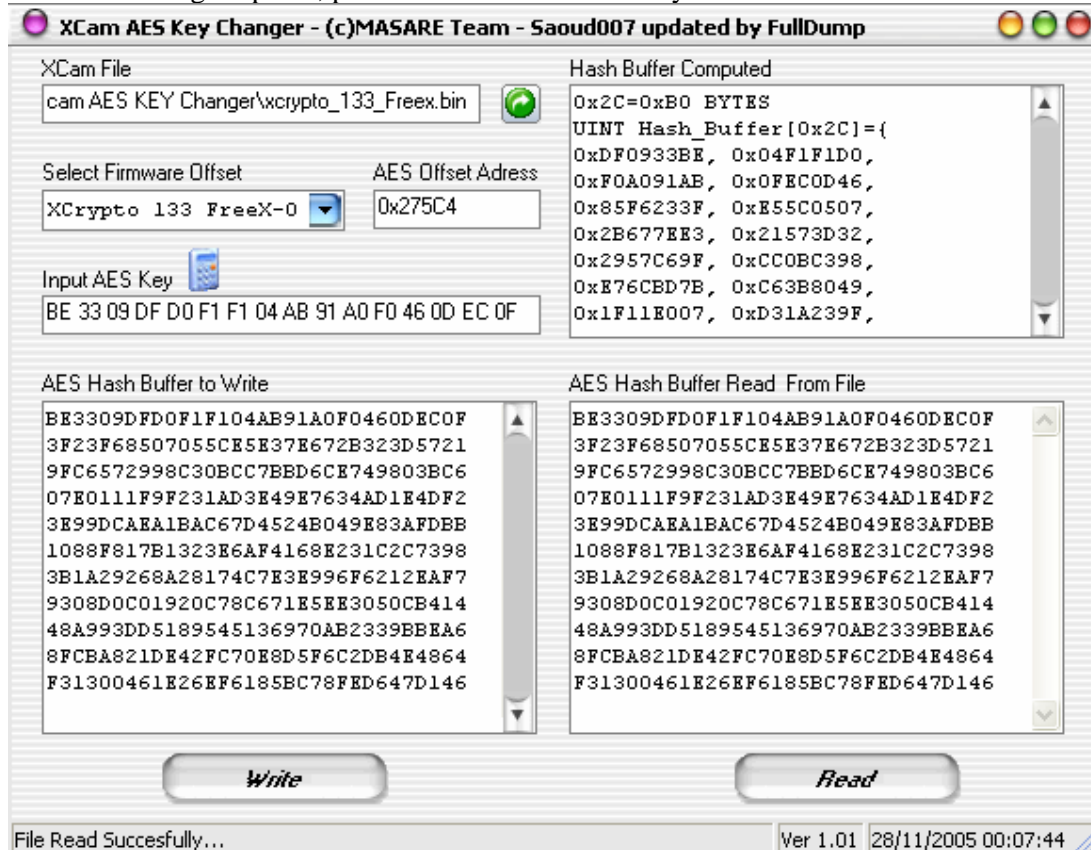 XCam AES Key Changer - (c)MASARE Team - Saoud007 updated by FullDump
XCam File
cam AES KEY Changer\xcrypto_133_Freex.bin
Select Firmware Offset
AES Offset Adress
XCrypto 133 FreeX-0
0x275C4
Input AES Key
BE 33 09 DF D0 F1 F1 04 AB 91 A0 F0 46 0D EC 0F
Hash Buffer Computed
0x2C=0xB0 BYTES
UINT Hash_Buffer[0x2C]={
0xDF0933BE, 0x04F1F1D0,
0xF0A091AB, 0x0FEC0D46,
0x85F6233F, 0xE55C0507,
0x2B677EE3, 0x21573D32,
0x2957C69F, 0xCC0BC398,
0xE76CBD7B, 0xC63B8049,
0x1F11E007, 0xD31A239F,
AES Hash Buffer to Write
BE3309DFD0F1F104AB91A0F0460DEC0F
3F23F68507055CE5E37E672B323D5721
9FC6572998C30BCC7BBD6CE749803BC6
07E0111F9F231AD3E49E7634AD1E4DF2
3E99DCAEA1BAC67D4524B049E83AFDBB
1088F817B1323E6AF4168E231C2C7398
3B1A29268A28174C7E3E996F6212EAF7
9308D0C01920C78C671E5EE3050CB414
48A993DD5189545136970AB2339BBEA6
8FCBA821DE42FC70E8D5F6C2DB4E4864
F31300461E26EF6185BC78FED647D146
AES Hash Buffer Read From File
BE3309DFD0F1F104AB91A0F0460DEC0F
3F23F68507055CE5E37E672B323D5721
9FC6572998C30BCC7BBD6CE749803BC6
07E0111F9F231AD3E49E7634AD1E4DF2
3E99DCAEA1BAC67D4524B049E83AFDBB
1088F817B1323E6AF4168E231C2C7398
3B1A29268A28174C7E3E996F6212EAF7
9308D0C01920C78C671E5EE3050CB414
48A993DD5189545136970AB2339BBEA6
8FCBA821DE42FC70E8D5F6C2DB4E4864
F31300461E26EF6185BC78FED647D146
Write
Read
File Read Succesfully...
Ver 1.01
28/11/2005 00:07:44